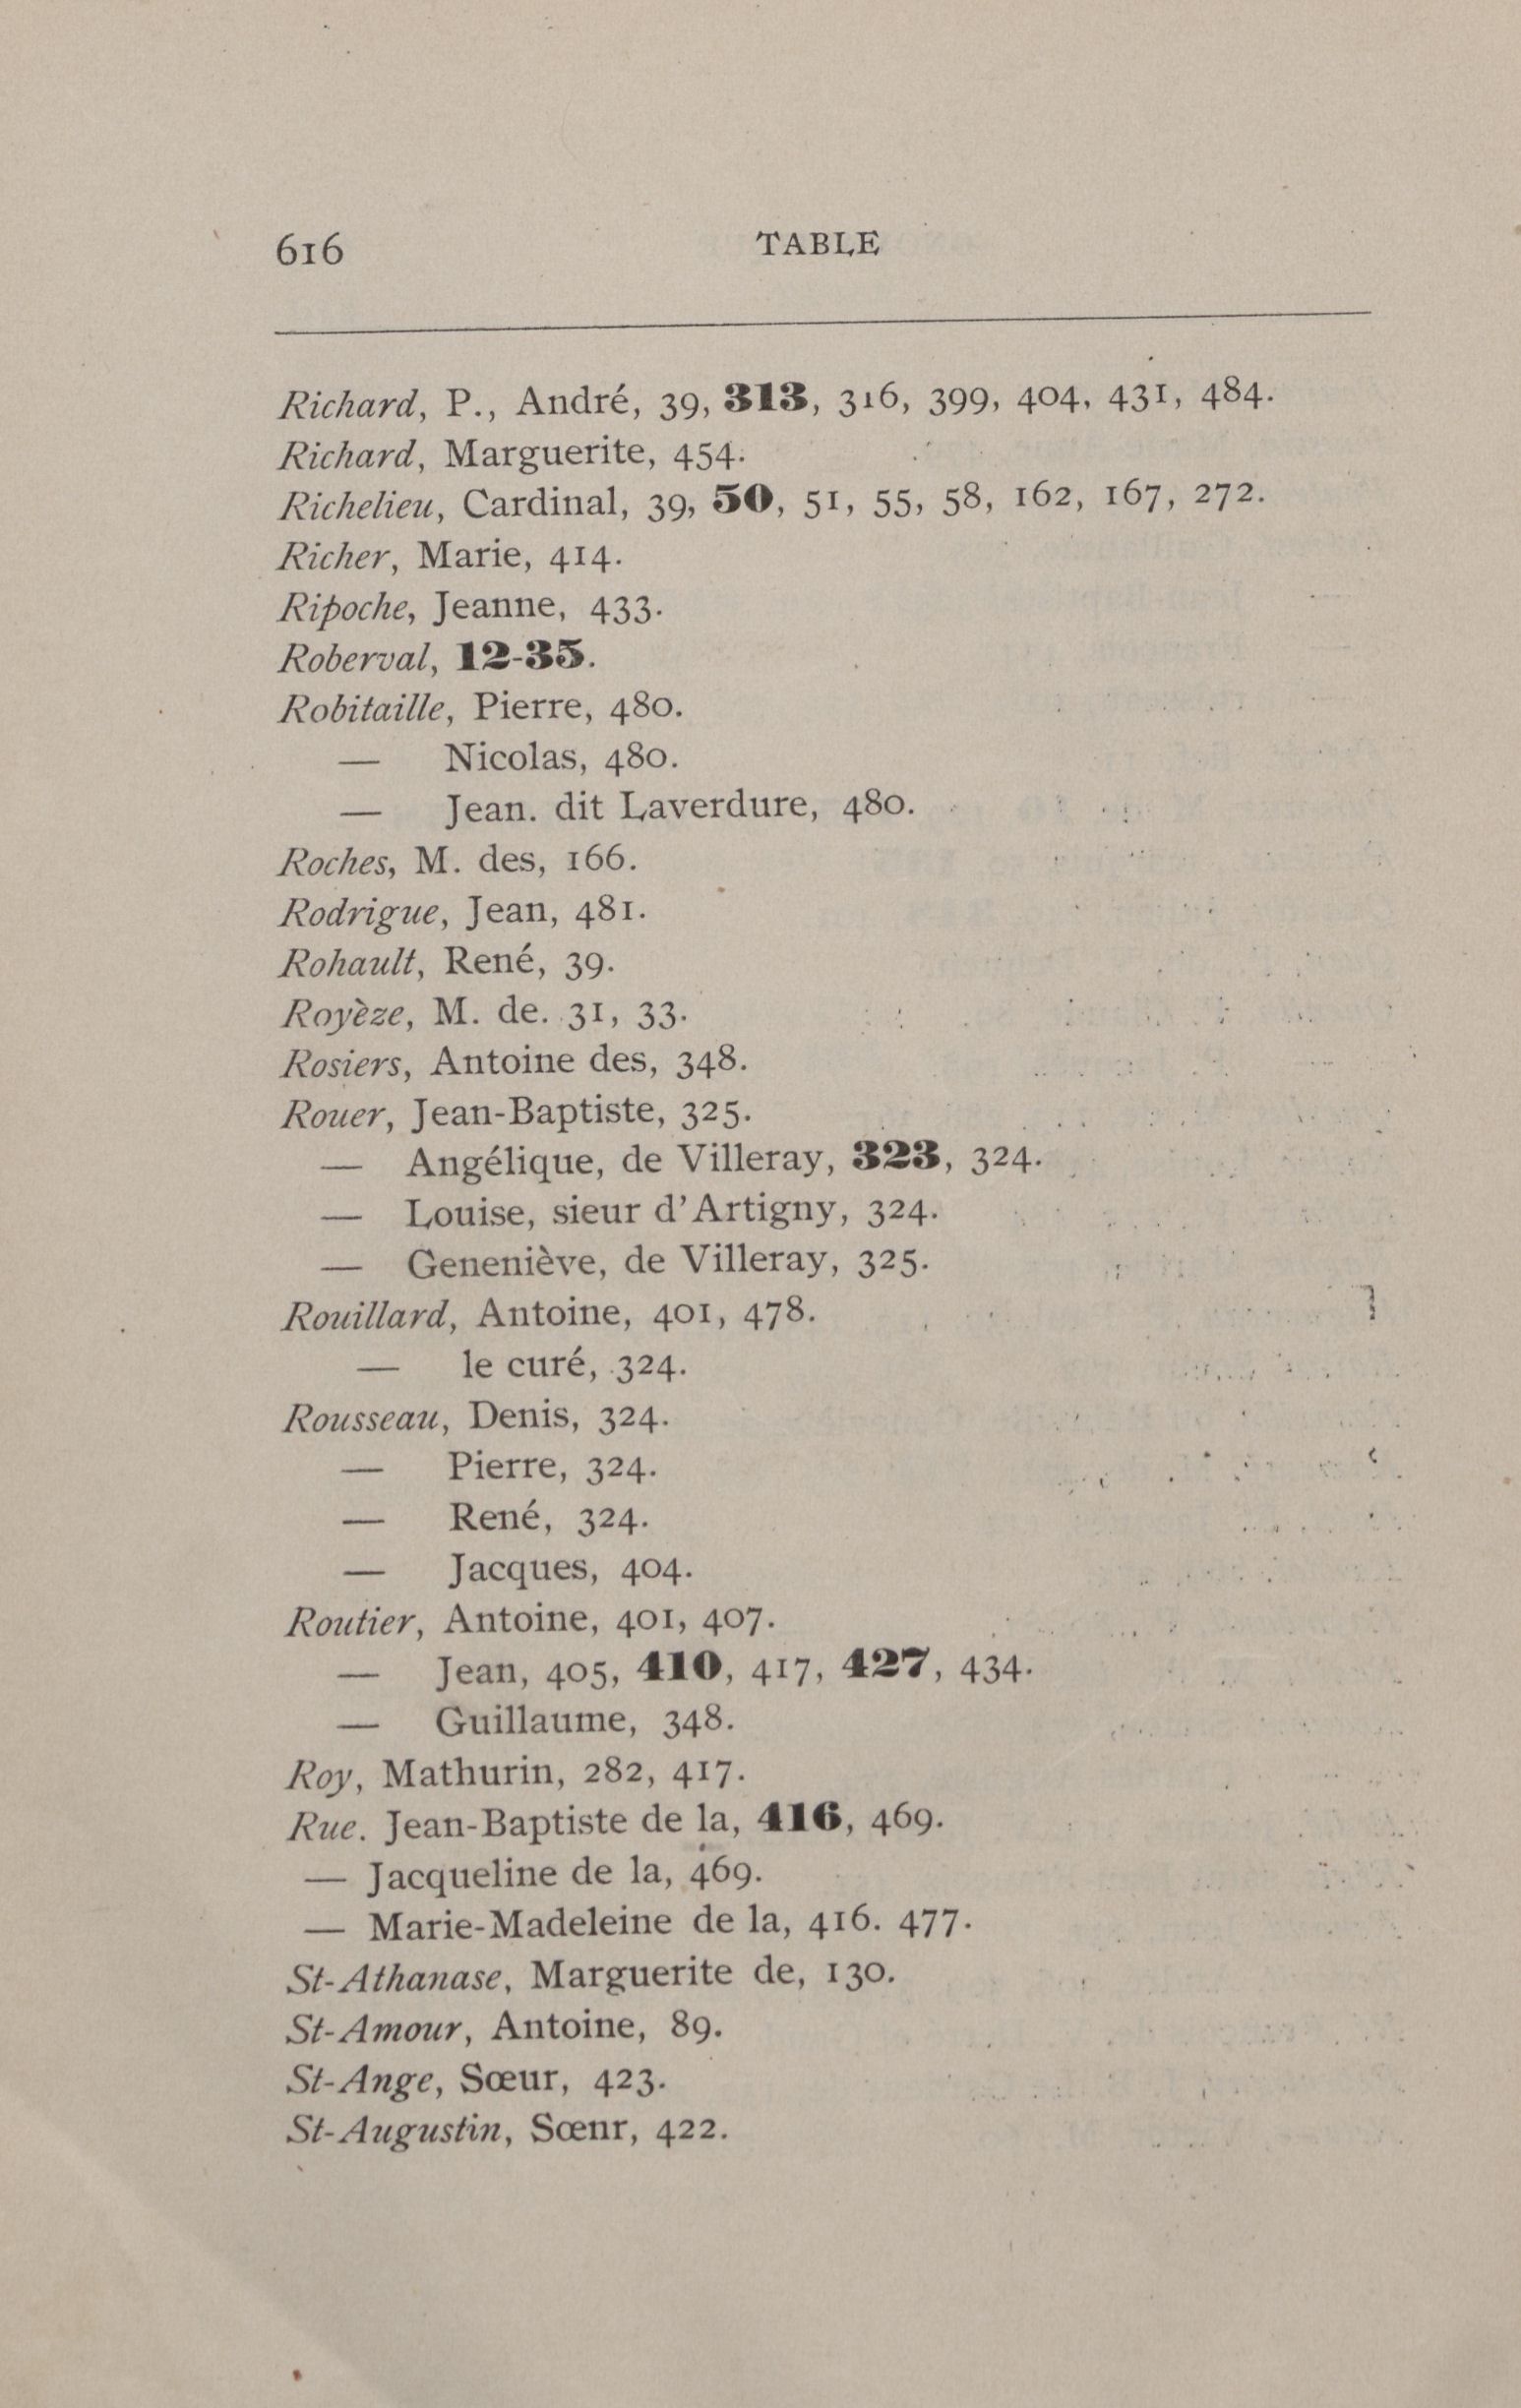 616 TABLE
Richard, P., André, 39, 313, 316, 399, 404, 431, 484.
Richard, Marguerite, 454.
Richelieu, Cardinal, 39, 50, 51, 55, 58, 162, 167, 272.
Richer, Marie, 414.
Ripoche, Jeanne, 433.
Roberval, 12-35.
Robitaille, Pierre, 480.
— Nicolas, 480.
— Jean. dit Laverdure, 480.
Roches, M. des, 166.
Rodrigue, Jean, 481.
Rohault, René, 39.
Royèze, M. de. 31, 33.
Rosiers, Antoine des, 348.
Rouer, Jean-Baptiste, 325.
— Angélique, de Villeray, 323, 324.
— Louise, sieur d'Artigny, 324.
— Geneniève, de Villeray, 325.
Rouillard, Antoine, 401, 478.
— le curé, 324.
Rousseau, Denis, 324.
— Pierre, 324.
— René, 324.
— Jacques, 404.
Routier, Antoine, 401, 407.
— Jean, 405, 410, 417, 427, 434.
— Guillaume, 348.
Roy, Mathurin, 282, 417.
Rue. Jean-Baptiste de la, 416, 469.
— Jacqueline de la, 469.
— Marie-Madeleine de la, 416. 477.
St-Athanase, Marguerite de, 130.
St-Amour, Antoine, 89.
St-Ange, Sœur, 423.
St-Augustin, Sœnr, 422.